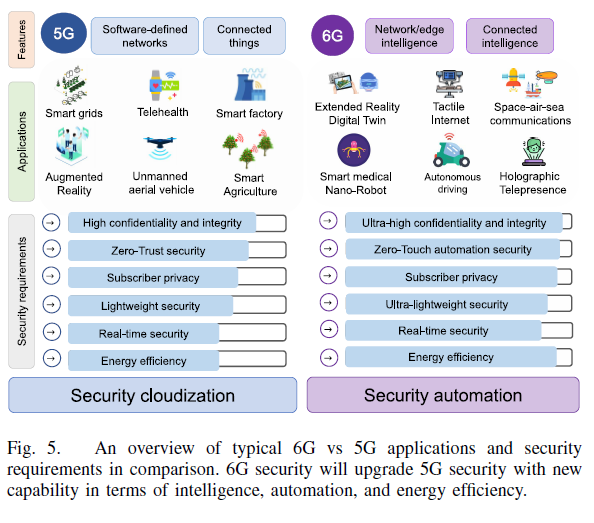 Features
5G
Software-defined
networks
Connected
things
6G
Network/edge
intelligence
Connected
intelligence
Applications
Smart grids
Telehealth
Smart factory
Augmented
Reality
Unmanned
aerial vehicle
Smart
Agriculture
Extended Reality
Digital Twin
Tactile
Internet
Space-air-sea
communications
Smart medical
Nano-Robot
Autonomous
driving
Holographic
Telepresence
Security requirements
High confidentiality and integrity
Zero-Trust security
Subscriber privacy
Lightweight security
Real-time security
Energy efficiency
Ultra-high confidentiality and integrity
Zero-Touch automation security
Subscriber privacy
Ultra-lightweight security
Real-time security
Energy efficiency
Security cloudization
Security automation
Fig. 5. An overview of typical 6G vs 5G applications and security
requirements in comparison. 6G security will upgrade 5G security with new
capability in terms of intelligence, automation, and energy efficiency.